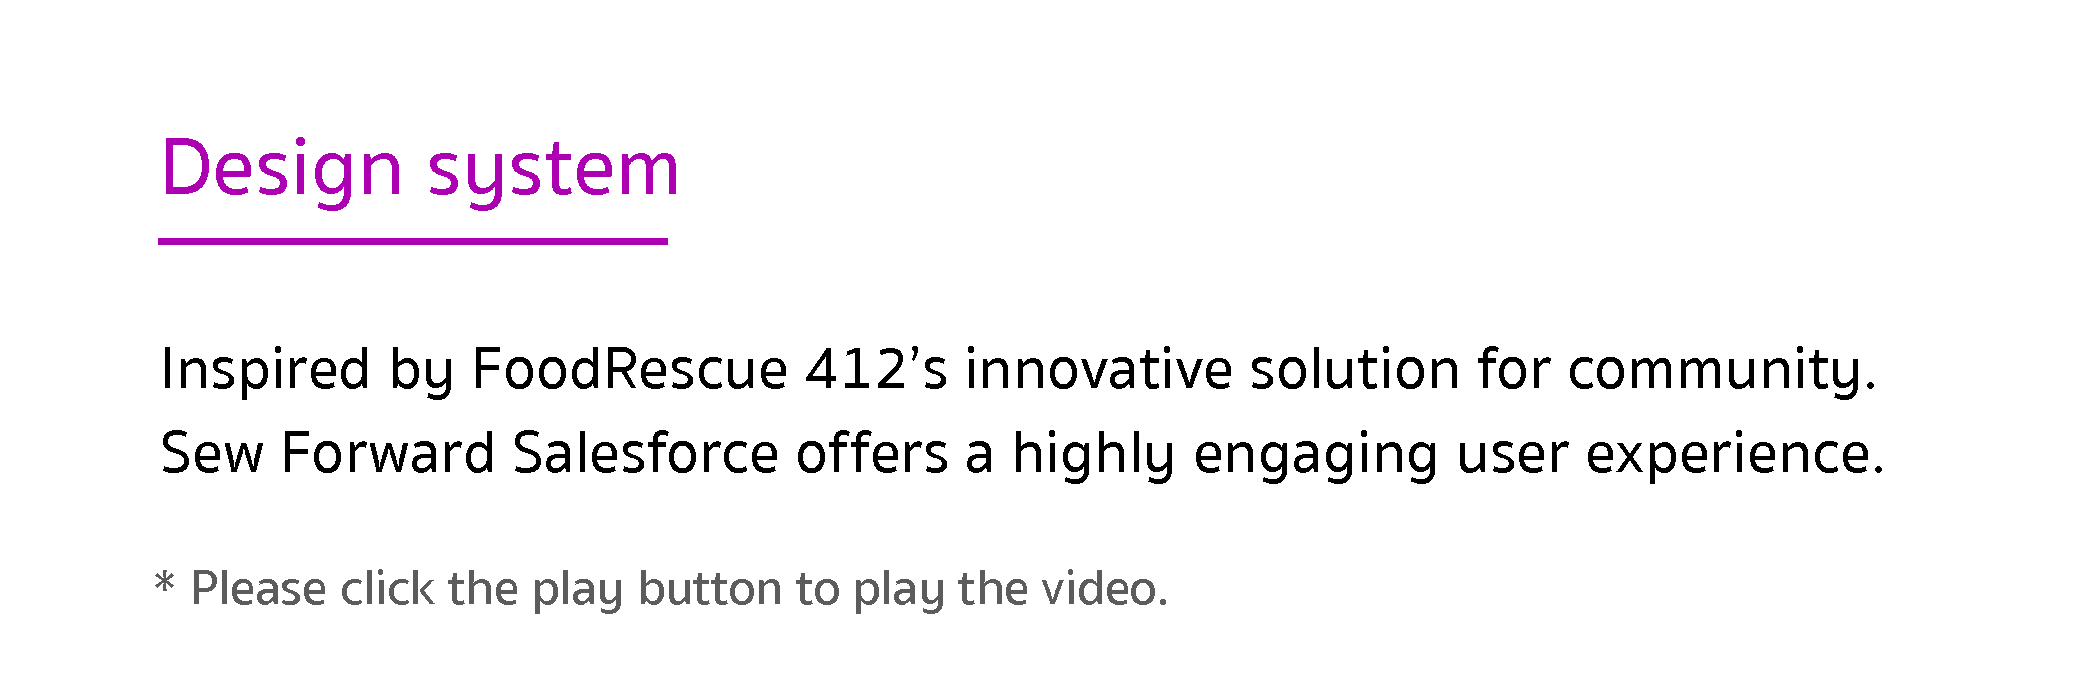 Design system
Inspired by FoodRescue 412’s innovative solution for community.
Sew Forward Salesforce offers a highly engaging user experience.
* Please click the play button to play the video.